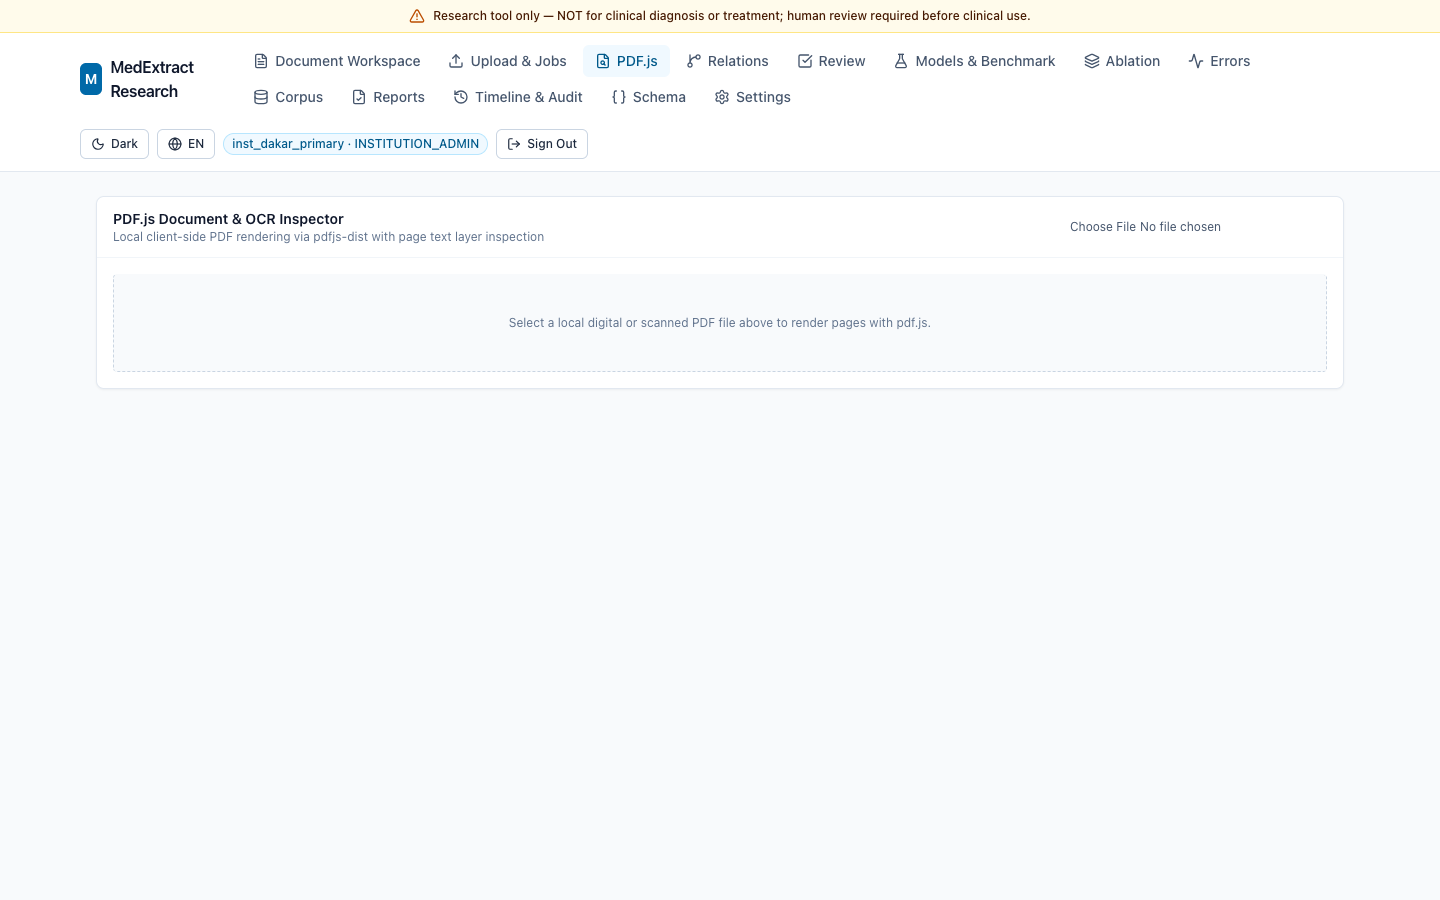 Research tool only — NOT for clinical diagnosis or treatment; human review required before clinical use.
M
MedExtract
Research
Document Workspace
Upload & Jobs
PDF.js
Relations
Review
Models & Benchmark
Ablation
Errors
Corpus
Reports
Timeline & Audit
Schema
Settings
Dark
EN
inst_dakar_primary · INSTITUTION_ADMIN
Sign Out
PDF.js Document & OCR Inspector
Local client-side PDF rendering via pdfjs-dist with page text layer inspection
Choose File No file chosen
Select a local digital or scanned PDF file above to render pages with pdf.js.